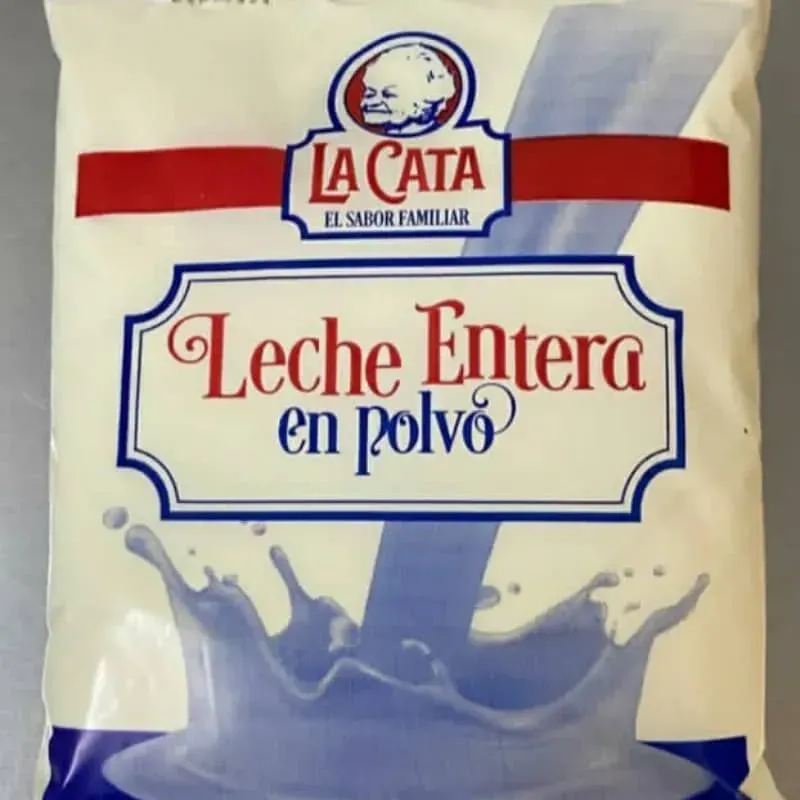 LA CATA
EL SABOR FAMILIAR
Leche Entera
en polvo